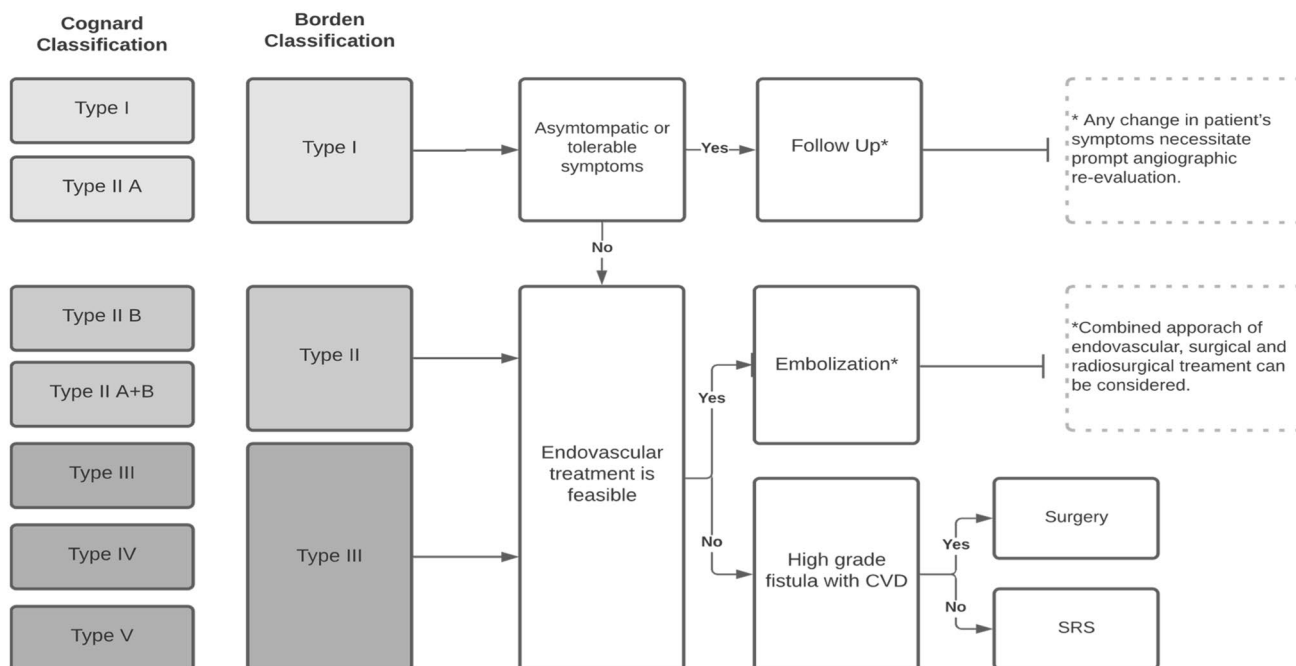 Cognard
Classification
Borden
Classification
Type I
Type II A
Type I
Asymtompatic or
tolerable
symptoms
Yes
Follow Up*
* Any change in patient's
symptoms necessitate
prompt angiographic
re-evaluation.
No
Type II B
Type II A+B
Type II
Type III
Type IV
Type V
Type III
Endovascular
treatment is
feasible
Yes
Embolization*
*Combined apporach of
endovascular, surgical and
radiosurgical treament can
be considered.
No
High grade
fistula with CVD
Yes
Surgery
No
SRS